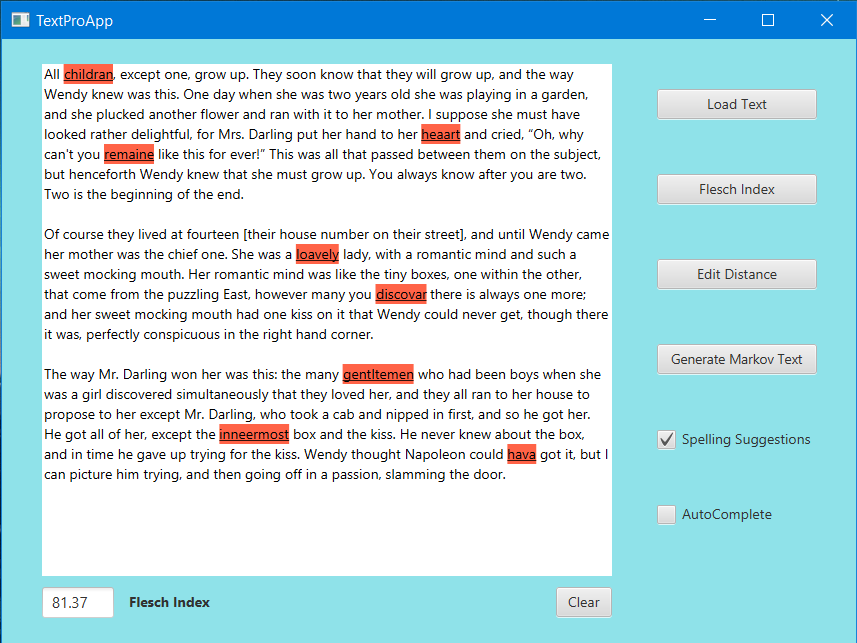 TextProApp
All childran, except one, grow up. They soon know that they will grow up, and the way
Wendy knew was this. One day when she was two years old she was playing in a garden,
and she plucked another flower and ran with it to her mother. I suppose she must have
looked rather delightful, for Mrs. Darling put her hand to her heaart and cried, “Oh, why
can't you remaine like this for ever!” This was all that passed between them on the subject,
but henceforth Wendy knew that she must grow up. You always know after you are two.
Two is the beginning of the end.
Of course they lived at fourteen [their house number on their street], and until Wendy came
her mother was the chief one. She was a loavely lady, with a romantic mind and such a
sweet mocking mouth. Her romantic mind was like the tiny boxes, one within the other,
that come from the puzzling East, however many you discovar there is always one more;
and her sweet mocking mouth had one kiss on it that Wendy could never get, though there
it was, perfectly conspicuous in the right hand corner.
The way Mr. Darling won her was this: the many gentltemen who had been boys when she
was a girl discovered simultaneously that they loved her, and they all ran to her house to
propose to her except Mr. Darling, who took a cab and nipped in first, and so he got her.
He got all of her, except the inneermost box and the kiss. He never knew about the box,
and in time he gave up trying for the kiss. Wendy thought Napoleon could hava got it, but I
can picture him trying, and then going off in a passion, slamming the door.
Load Text
Flesch Index
Edit Distance
Generate Markov Text
Spelling Suggestions
AutoComplete
81.37 Flesch Index
Clear